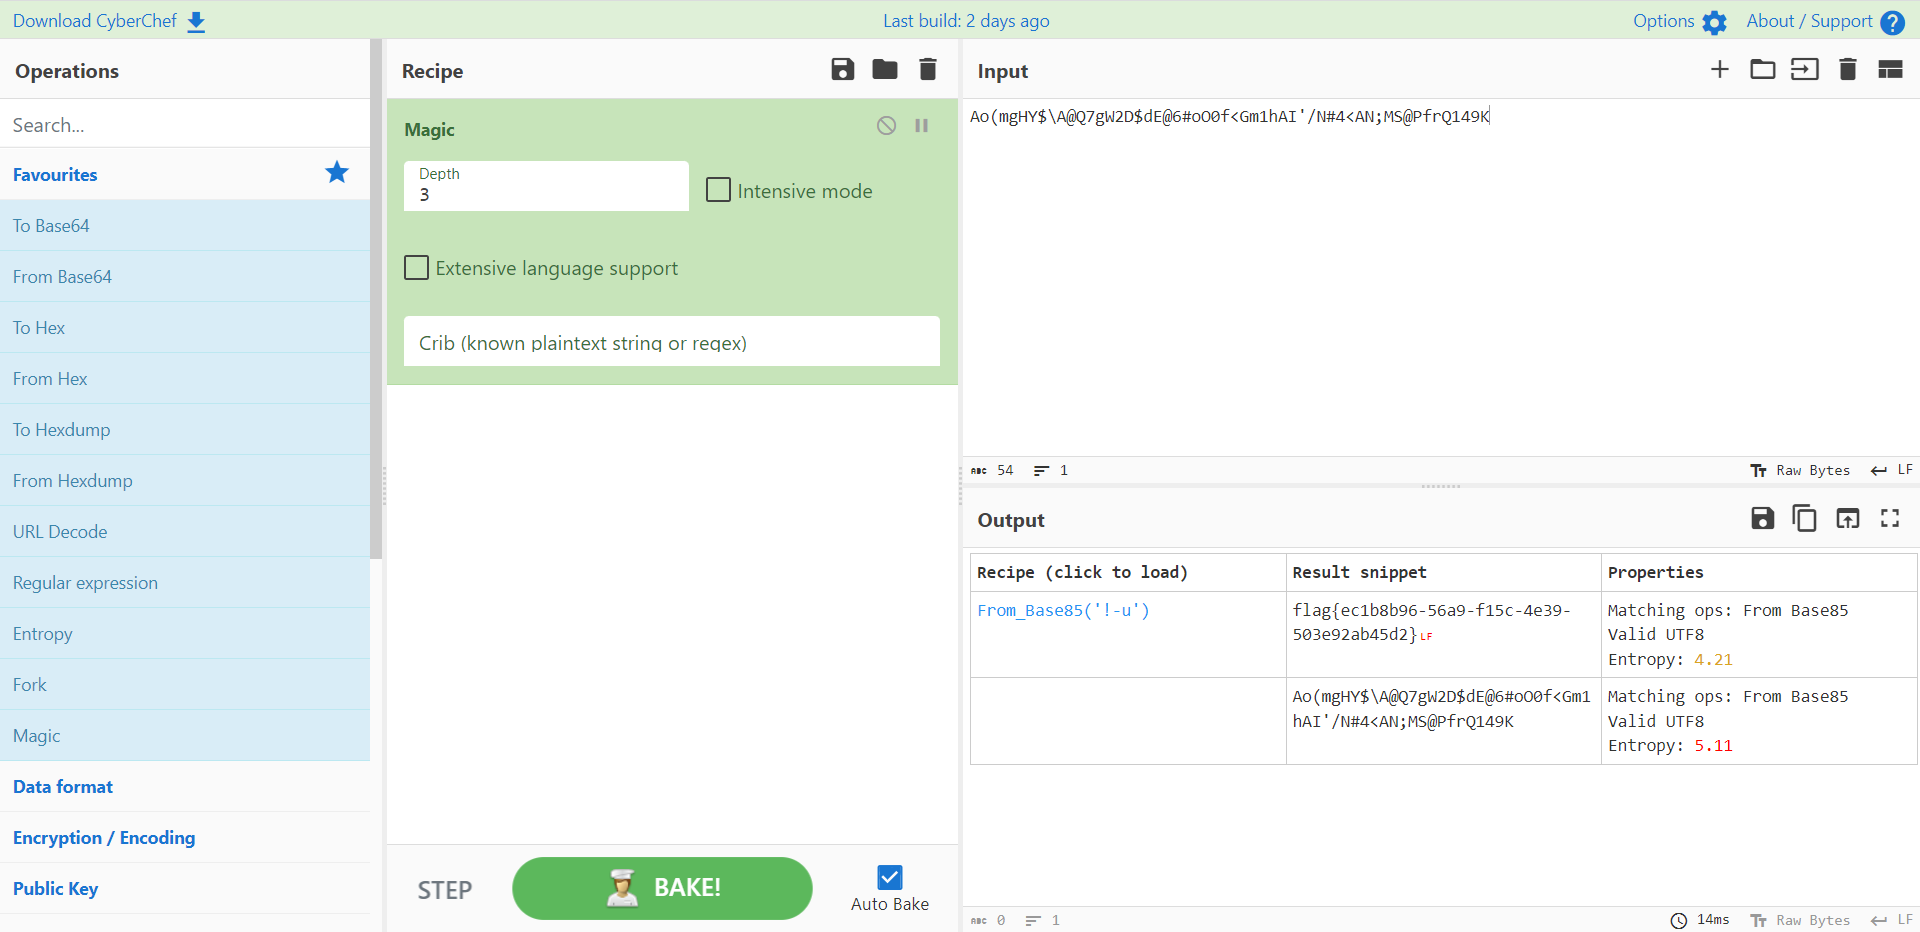 Download CyberChef
Last build: 2 days ago
Options
About / Support
Operations
Search...
Favourites
To Base64
From Base64
To Hex
From Hex
To Hexdump
From Hexdump
URL Decode
Regular expression
Entropy
Fork
Magic
Data format
Encryption / Encoding
Public Key
Recipe
Magic
Depth
3
Intensive mode
Extensive language support
Crib (known plaintext string or regex)
STEP
BAKE!
Auto Bake
Input
Ao(mgHY$\A@Q7gW2D$dE@6#oO0f<Gm1hAI'/N#4<AN;MS@PfrQ149K
ABC 54 1
Tт Raw Bytes LF
Output
Recipe (click to load) Result snippet Properties
From_Base85('!-u')
flag{ec1b8b96-56a9-f15c-4e39-
503e92ab45d2}LF
Matching ops: From Base85
Valid UTF8
Entropy: 4.21
Ao(mgHY$\A@Q7gW2D$dE@6#oO0f<Gm1
hAI'/N#4<AN;MS@PfrQ149K
Matching ops: From Base85
Valid UTF8
Entropy: 5.11
ABC 0 1
14ms Tт Raw Bytes LF